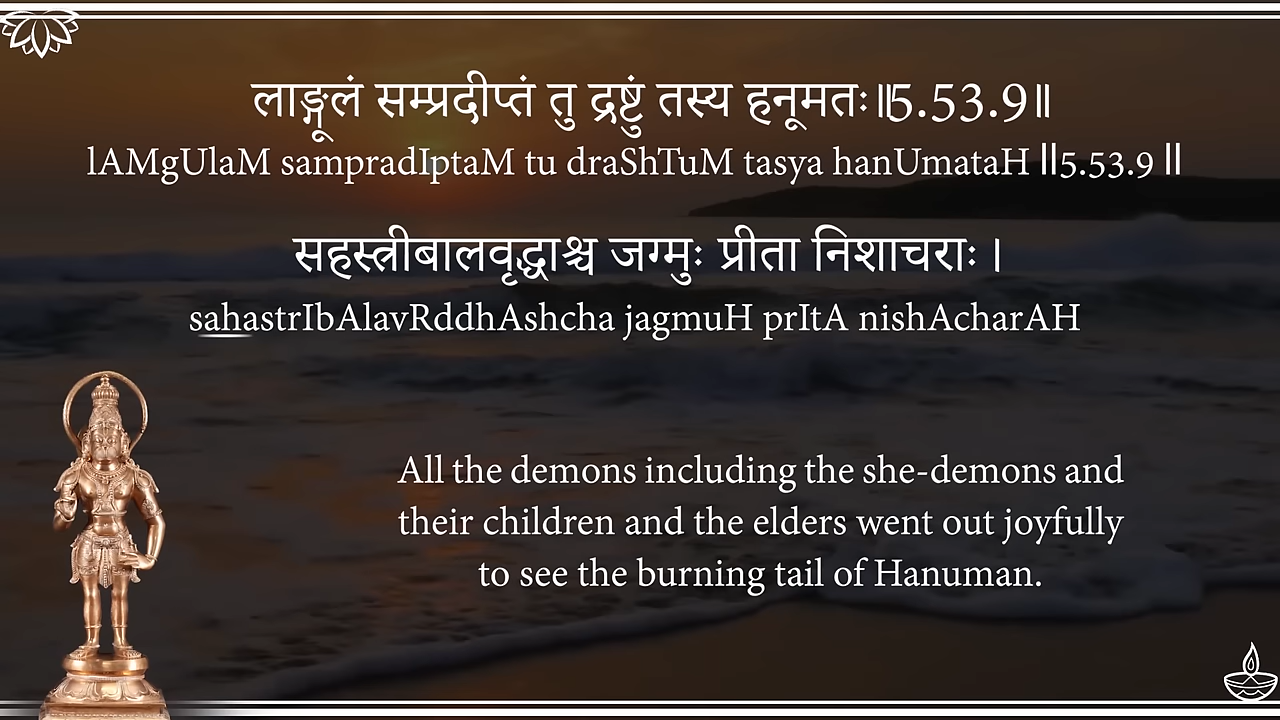 लाङ्गूलं सम्प्रदीप्तं तु द्रष्टुं तस्य हनूमतः॥5.53.9॥
lAMgUlaM sampradIptaM tu draShTuM tasya hanUmataH ॥5.53.9 ॥
सहस्त्रीबालवृद्धाश्च जग्मुः प्रीता निशाचराः ।
sahastrIbAlavRddhAshcha jagmuH prItA nishAcharAH
All the demons including the she-demons and
their children and the elders went out joyfully
to see the burning tail of Hanuman.